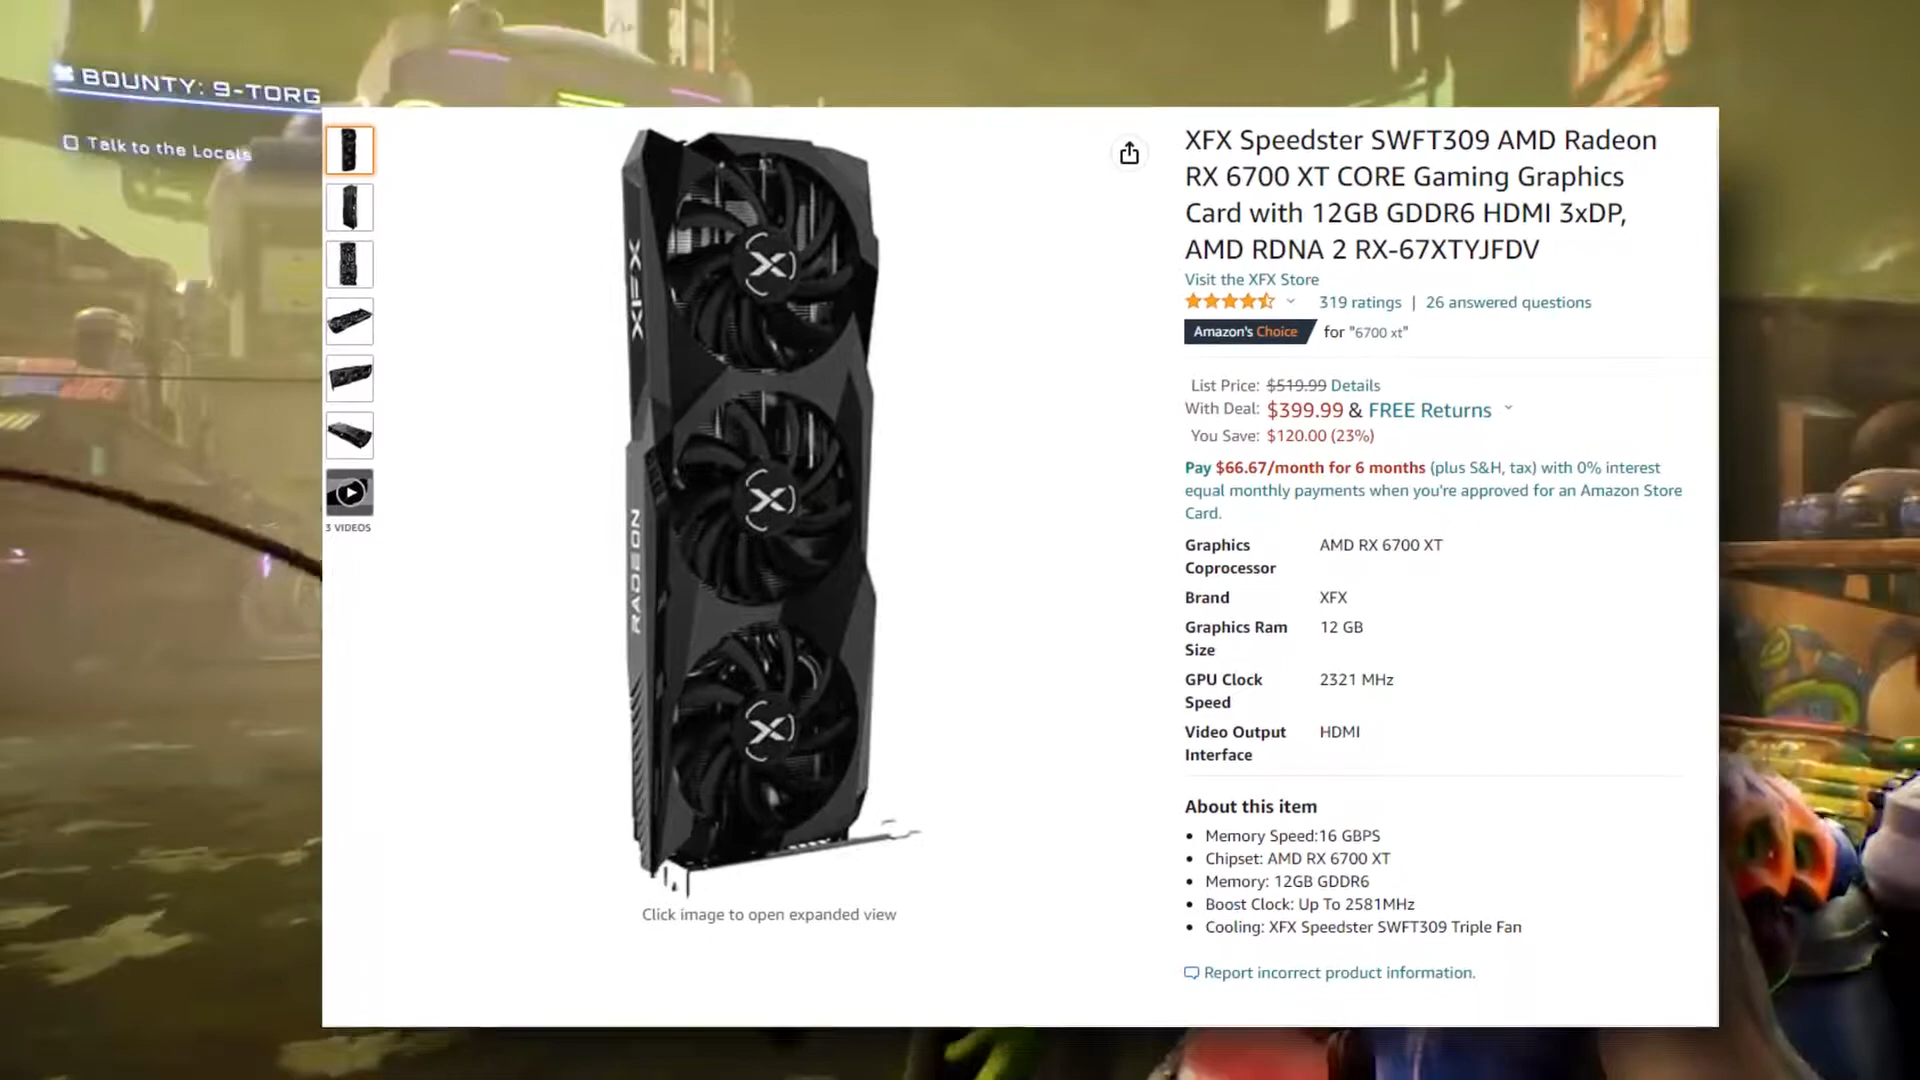 BOUNTY: 9-TORG
Talk to the Locals
3 VIDEOS
XFX
RADEON
Click image to open expanded view
XFX Speedster SWFT309 AMD Radeon
RX 6700 XT CORE Gaming Graphics
Card with 12GB GDDR6 HDMI 3xDP,
AMD RDNA 2 RX-67XTYJFDV
Visit the XFX Store
319 ratings | 26 answered questions
Amazon's Choice for "6700 xt"
List Price: $519.99 Details
With Deal: $399.99 & FREE Returns
You Save: $120.00 (23%)
Pay $66.67/month for 6 months (plus S&H, tax) with 0% interest
equal monthly payments when you're approved for an Amazon Store
Card.
Graphics AMD RX 6700 XT
Coprocessor
Brand XFX
Graphics Ram 12 GB
Size
GPU Clock 2321 MHz
Speed
Video Output HDMI
Interface
About this item
• Memory Speed:16 GBPS
• Chipset: AMD RX 6700 XT
• Memory: 12GB GDDR6
• Boost Clock: Up To 2581MHz
• Cooling: XFX Speedster SWFT309 Triple Fan
Report incorrect product information.